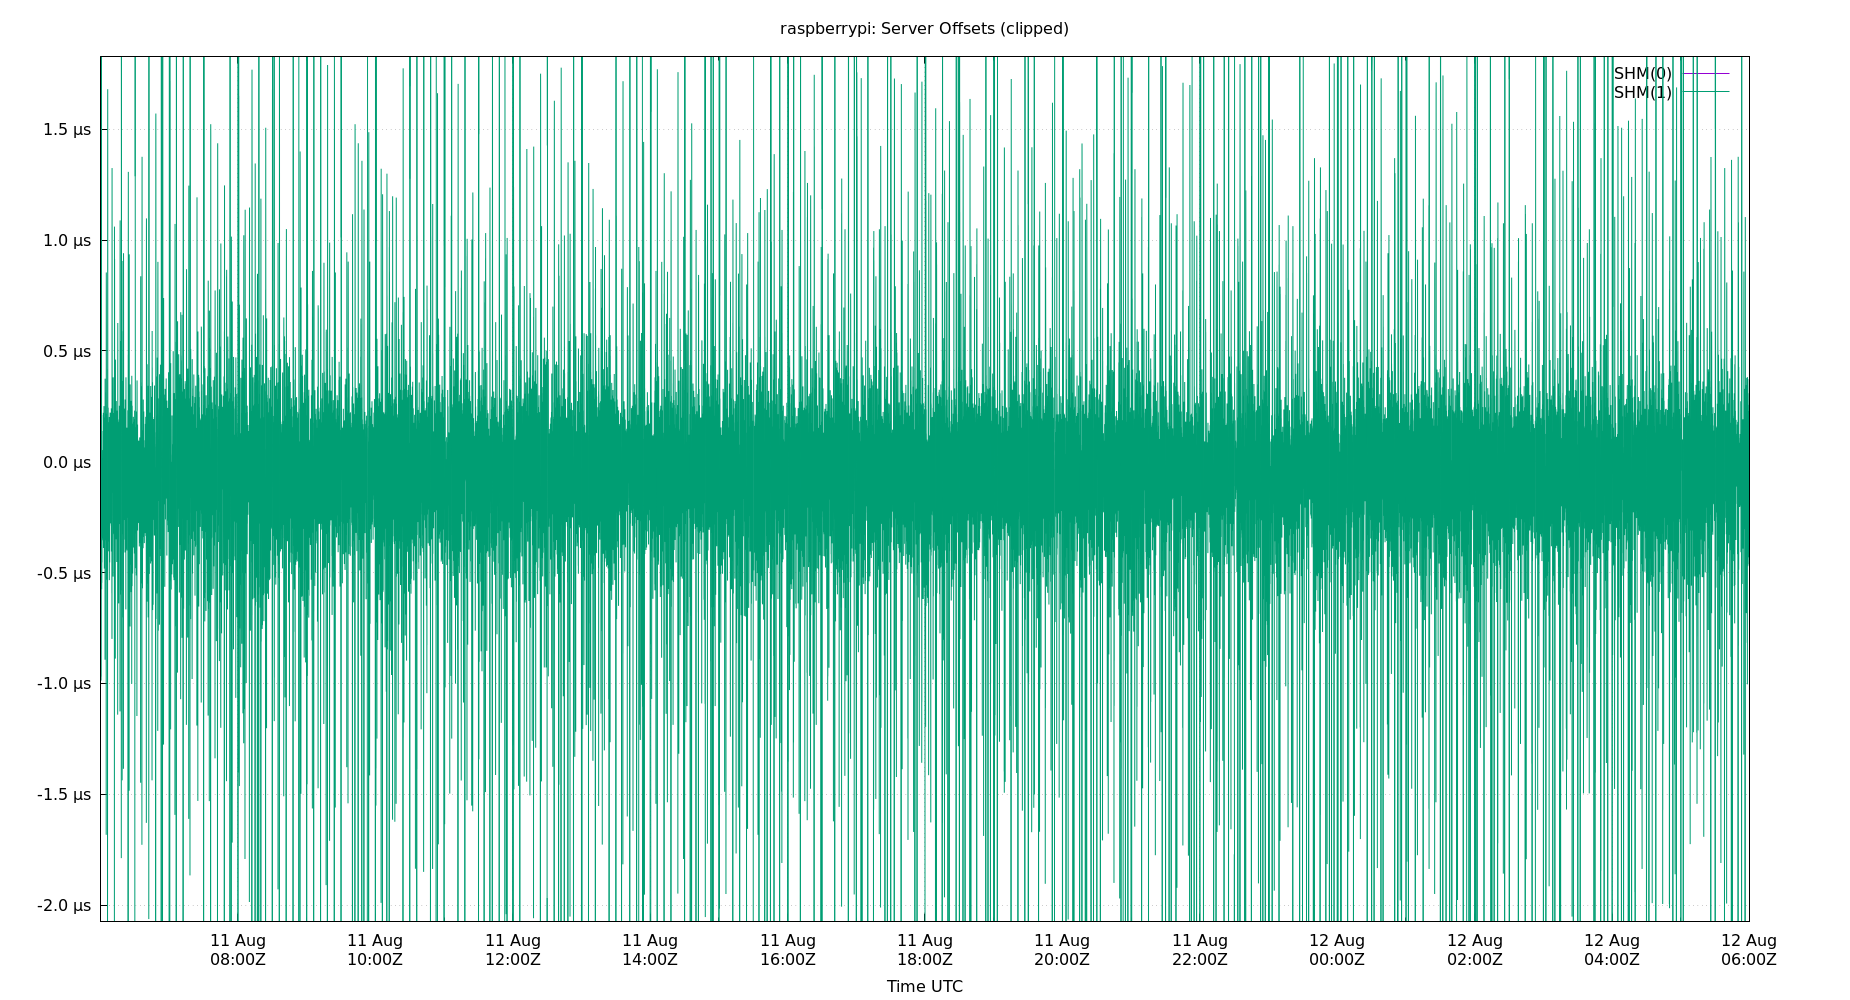 raspberrypi: Server Offsets (clipped)
SHM(0)
SHM(1)
1.5 µs
1.0 µs
0.5 µs
0.0 µs
-0.5 µs
-1.0 µs
-1.5 µs
-2.0 µs
11 Aug 11 Aug 11 Aug 11 Aug 11 Aug 11 Aug 11 Aug 11 Aug 12 Aug 12 Aug 12 Aug 12 Aug
08:00Z 10:00Z 12:00Z 14:00Z 16:00Z 18:00Z 20:00Z 22:00Z 00:00Z 02:00Z 04:00Z 06:00Z
Time UTC